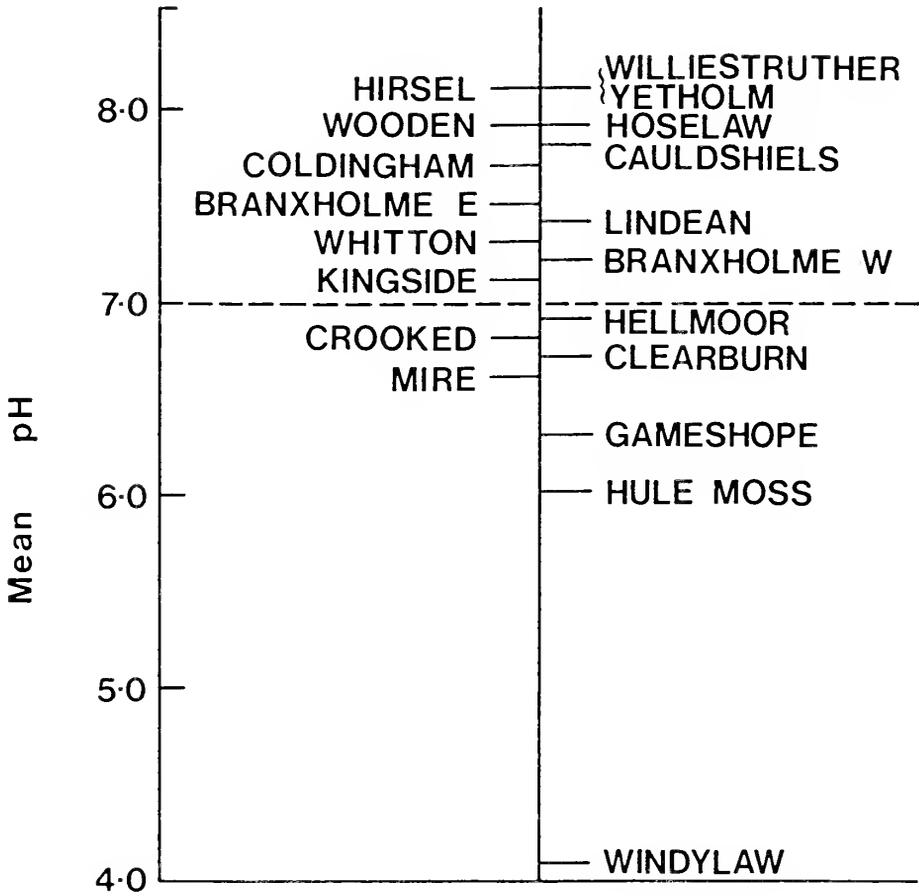 WILLIESTRUTHER
HIRSEL
YETHOLM
8·0
WOODEN
HOSELAW
COLDINGHAM
CAULDSHIELS
BRANXHOLME E
LINDEAN
WHITTON
BRANXHOLME W
KINGSIDE
7·0
HELLMOOR
CROOKED
CLEARBURN
MIRE
Mean pH
GAMESHOPE
6·0
HULE MOSS
5·0
WINDYLAW
4·0